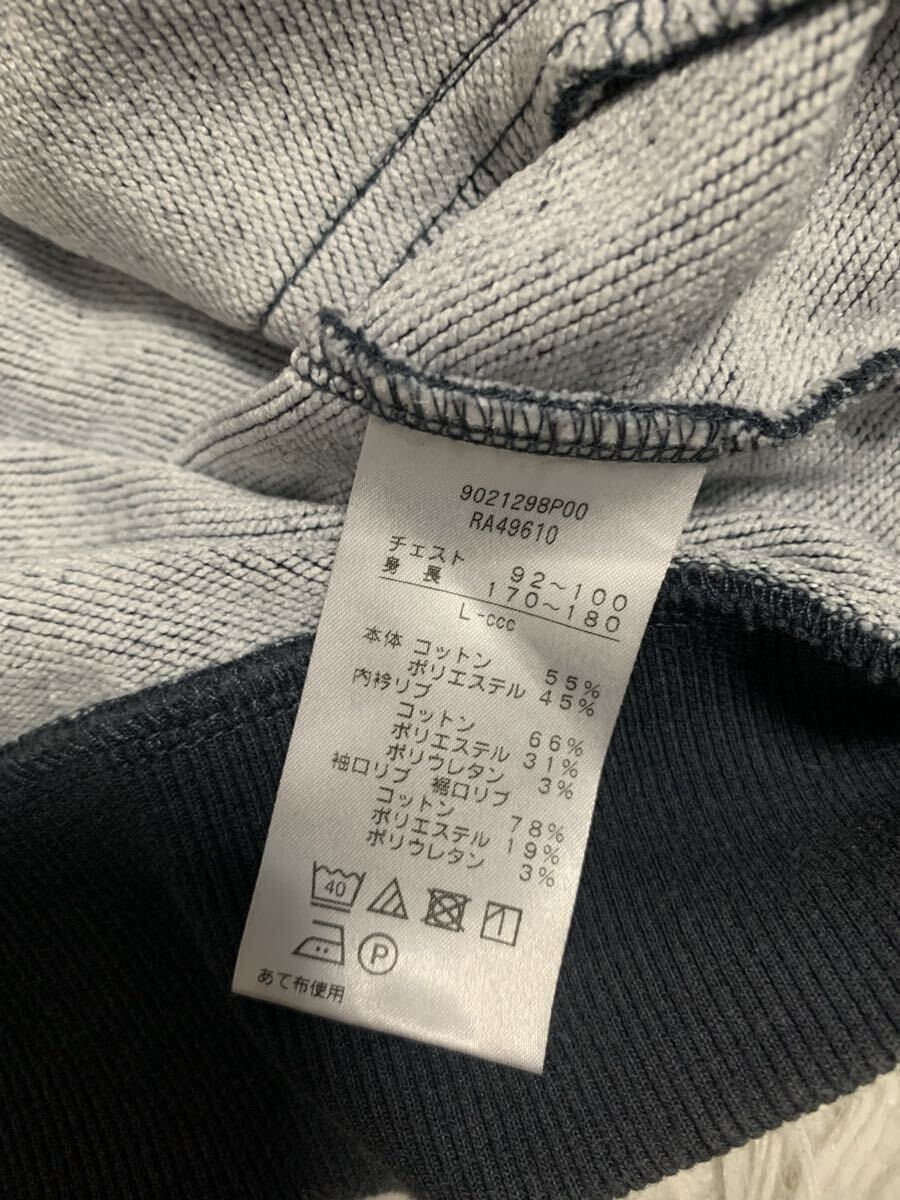 9021298P00
RA49610
チェスト 92～100
身長 170～180
L-ccc
本体 コットン 55%
ポリエステル 45%
内衿リブ
コットン 66%
ポリエステル 31%
ポリウレタン 3%
袖口リブ 裾口リブ
コットン 78%
ポリエステル 19%
ポリウレタン 3%
40
P
あて布使用